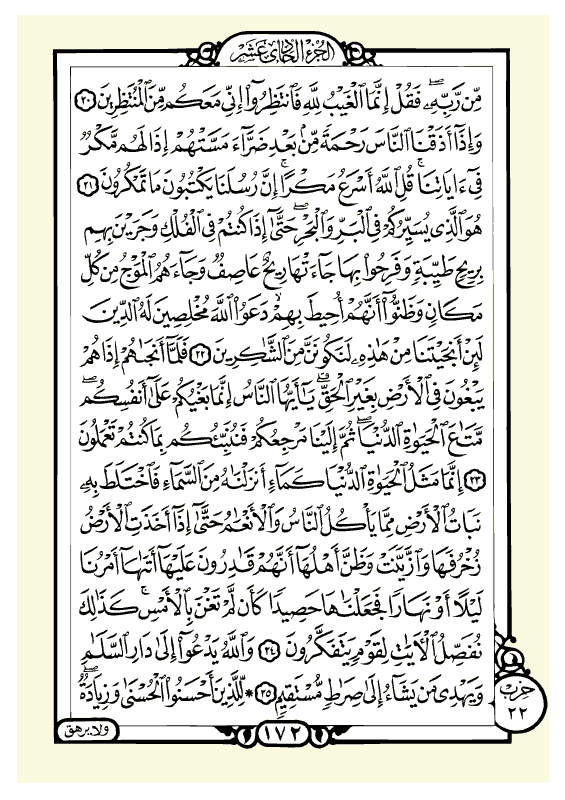 الجزء الحادي عشر
مِّن رَّبِّهِۦۖ فَقُلْ إِنَّمَا ٱلْغَيْبُ لِلَّهِ فَٱنتَظِرُوٓا۟ إِنِّى مَعَكُم مِّنَ ٱلْمُنتَظِرِينَ ٢٠
وَإِذَآ أَذَقْنَا ٱلنَّاسَ رَحْمَةً مِّنۢ بَعْدِ ضَرَّآءَ مَسَّتْهُمْ إِذَا لَهُم مَّكْرٌ
فِىٓ ءَايَاتِنَاۚ قُلِ ٱللَّهُ أَسْرَعُ مَكْرًاۚ إِنَّ رُسُلَنَا يَكْتُبُونَ مَا تَمْكُرُونَ ٢١
هُوَ ٱلَّذِى يُسَيِّرُكُمْ فِى ٱلْبَرِّ وَٱلْبَحْرِۖ حَتَّىٰٓ إِذَا كُنتُمْ فِى ٱلْفُلْكِ وَجَرَيْنَ بِهِم
بِرِيحٍ طَيِّبَةٍ وَفَرِحُوا۟ بِهَا جَآءَتْهَا رِيحٌ عَاصِفٌ وَجَآءَهُمُ ٱلْمَوْجُ مِن كُلِّ
مَكَانٍ وَظَنُّوٓا۟ أَنَّهُمْ أُحِيطَ بِهِمْۙ دَعَوُا۟ ٱللَّهَ مُخْلِصِينَ لَهُ ٱلدِّينَ
لَئِنْ أَنجَيْتَنَا مِنْ هَٰذِهِۦ لَنَكُونَنَّ مِنَ ٱلشَّٰكِرِينَ ٢٢ فَلَمَّآ أَنجَاهُمْ إِذَا هُمْ
يَبْغُونَ فِى ٱلْأَرْضِ بِغَيْرِ ٱلْحَقِّۗ يَٰٓأَيُّهَا ٱلنَّاسُ إِنَّمَا بَغْيُكُمْ عَلَىٰٓ أَنفُسِكُمۖ
مَّتَٰعَ ٱلْحَيَوٰةِ ٱلدُّنْيَاۖ ثُمَّ إِلَيْنَا مَرْجِعُكُمْ فَنُنَبِّئُكُم بِمَا كُنتُمْ تَعْمَلُونَ
٢٣ إِنَّمَا مَثَلُ ٱلْحَيَوٰةِ ٱلدُّنْيَا كَمَآءٍ أَنزَلْنَٰهُ مِنَ ٱلسَّمَآءِ فَٱخْتَلَطَ بِهِۦ
نَبَاتُ ٱلْأَرْضِ مِمَّا يَأْكُلُ ٱلنَّاسُ وَٱلْأَنْعَٰمُ حَتَّىٰٓ إِذَآ أَخَذَتِ ٱلْأَرْضُ
زُخْرُفَهَا وَٱزَّيَّنَتْ وَظَنَّ أَهْلُهَآ أَنَّهُمْ قَٰدِرُونَ عَلَيْهَآ أَتَىٰهَآ أَمْرُنَا
لَيْلًا أَوْ نَهَارًا فَجَعَلْنَٰهَا حَصِيدًا كَأَن لَّمْ تَغْنَ بِٱلْأَمْسِۚ كَذَٰلِكَ
نُفَصِّلُ ٱلْآيَٰتِ لِقَوْمٍ يَتَفَكَّرُونَ ٢٤ وَٱللَّهُ يَدْعُوٓا۟ إِلَىٰ دَارِ ٱلسَّلَٰمِ
وَيَهْدِى مَن يَشَآءُ إِلَىٰ صِرَٰطٍ مُّسْتَقِيمٍ ٢٥ * لِّلَّذِينَ أَحْسَنُوا۟ ٱلْحُسْنَىٰ وَزِيَادَةٌۖ
حزب
٢٢
ولا يرهق
١٧٢